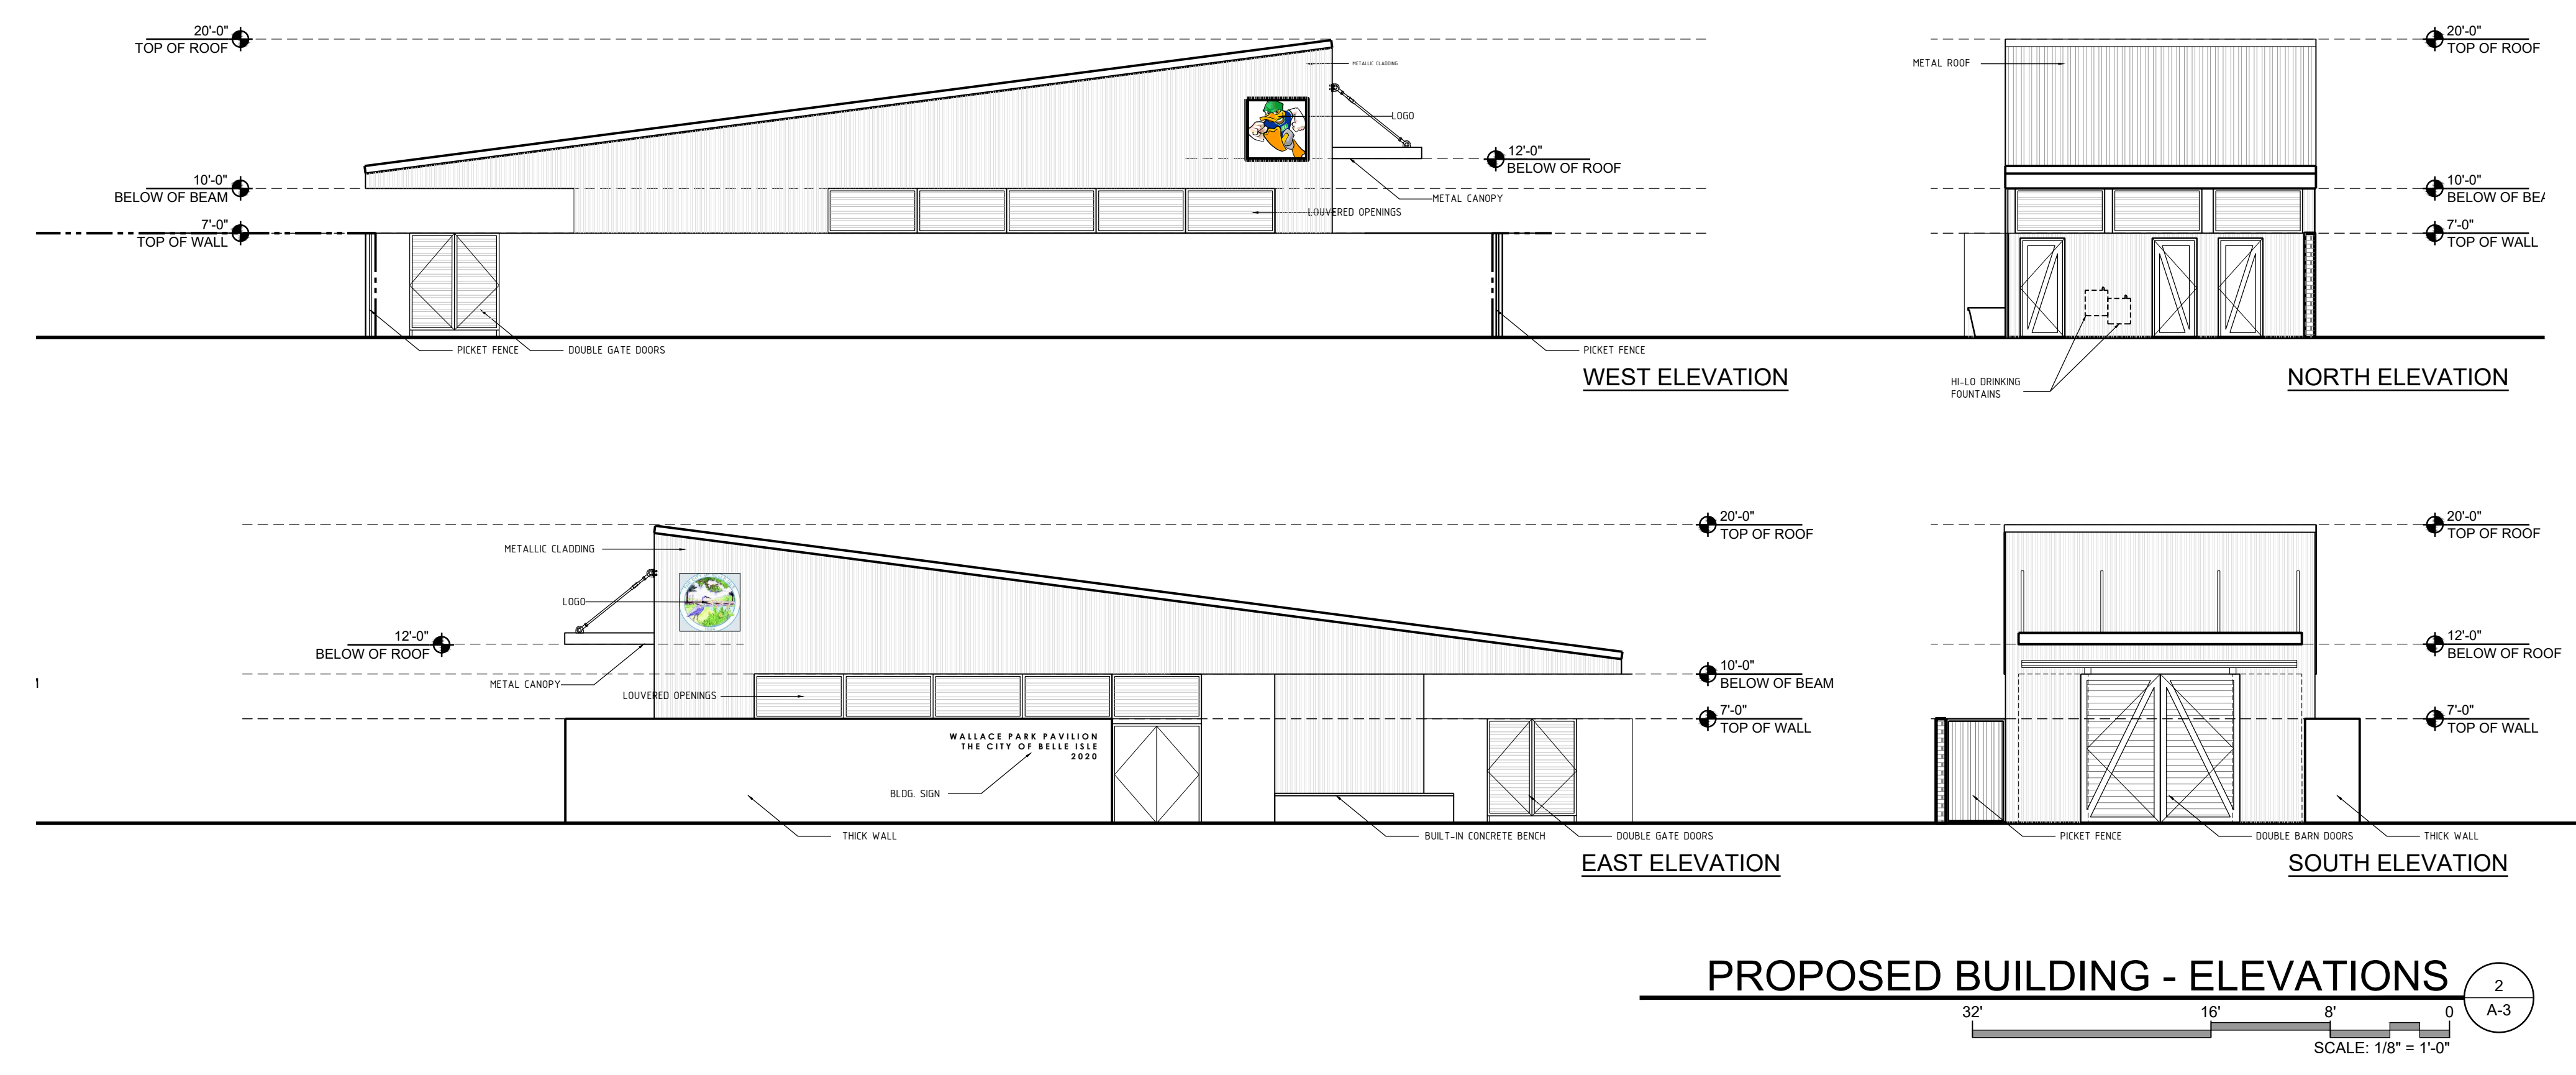 20'-0"
TOP OF ROOF
METALLIC CLADDING
LOGO
12'-0"
BELOW OF ROOF
10'-0"
BELOW OF BEAM
METAL CANOPY
LOUVERED OPENINGS
7'-0"
TOP OF WALL
PICKET FENCE
DOUBLE GATE DOORS
PICKET FENCE
WEST ELEVATION
20'-0"
TOP OF ROOF
METAL ROOF
10'-0"
BELOW OF BEA
7'-0"
TOP OF WALL
HI-LO DRINKING
FOUNTAINS
NORTH ELEVATION
20'-0"
TOP OF ROOF
METALLIC CLADDING
LOGO
12'-0"
BELOW OF ROOF
10'-0"
BELOW OF BEAM
METAL CANOPY
LOUVERED OPENINGS
7'-0"
TOP OF WALL
WALLACE PARK PAVILION
THE CITY OF BELLE ISLE
2020
BLDG. SIGN
THICK WALL
BUILT-IN CONCRETE BENCH
DOUBLE GATE DOORS
EAST ELEVATION
20'-0"
TOP OF ROOF
12'-0"
BELOW OF ROOF
7'-0"
TOP OF WALL
PICKET FENCE
DOUBLE BARN DOORS
THICK WALL
SOUTH ELEVATION
PROPOSED BUILDING - ELEVATIONS
2
A-3
32' 16' 8' 0
SCALE: 1/8" = 1'-0"